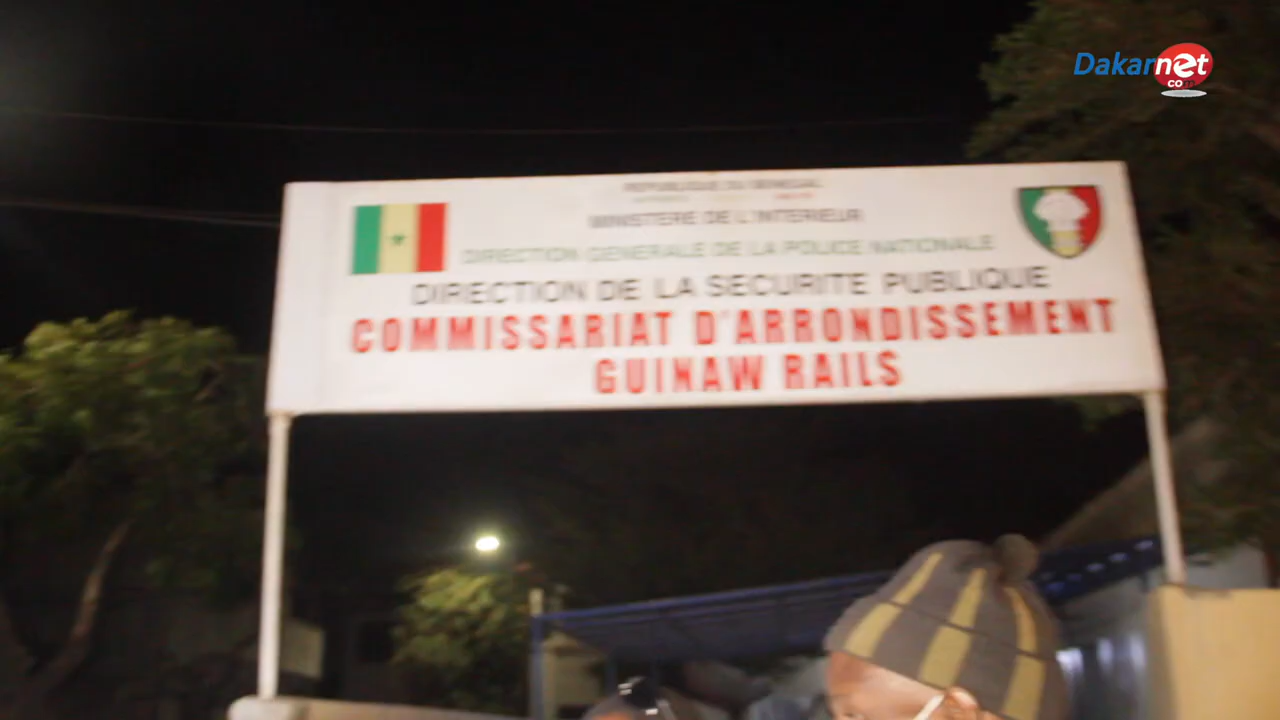 Dakarnet
com
REPUBLIQUE DU SENEGAL
MINISTERE DE L'INTERIEUR
DIRECTION GENERALE DE LA POLICE NATIONALE
DIRECTION DE LA SECURITE PUBLIQUE
COMMISSARIAT D'ARRONDISSEMENT
GUINAW RAILS